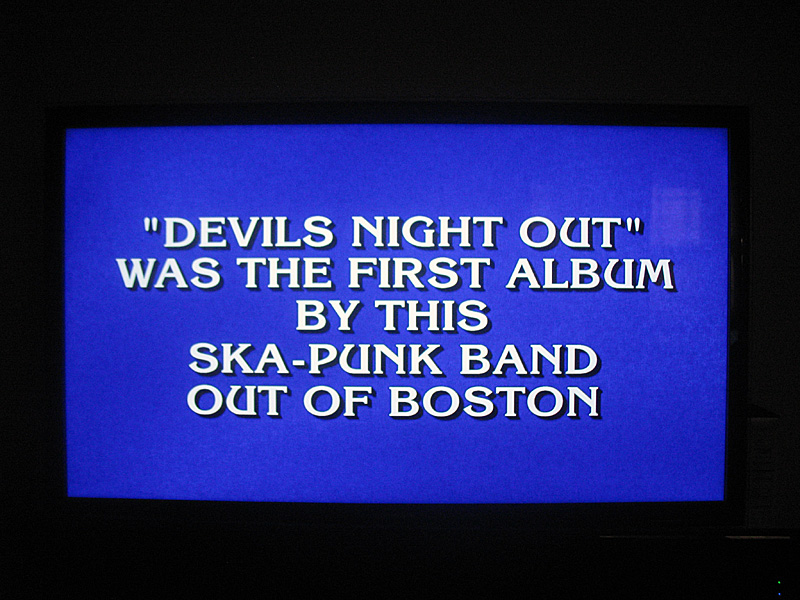 "DEVILS NIGHT OUT"
WAS THE FIRST ALBUM
BY THIS
SKA-PUNK BAND
OUT OF BOSTON